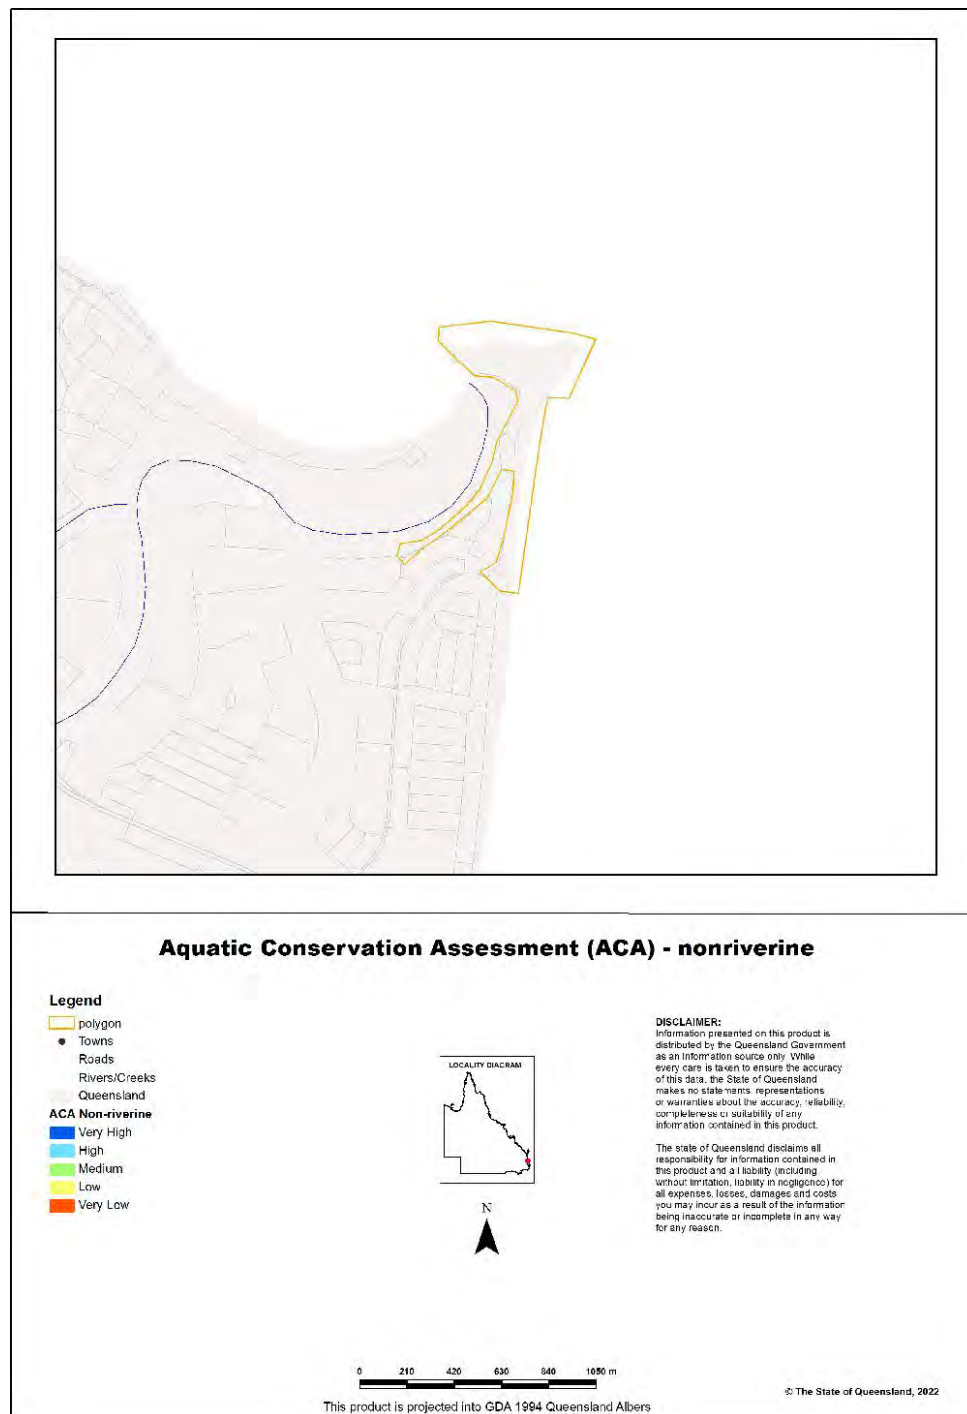 Aquatic Conservation Assessment (ACA) - nonriverine
Legend
polygon
Towns
Roads
Rivers/Creeks
Queensland
ACA Non-riverine
Very High
High
Medium
Low
Very Low
LOCALITY DIAGRAM
N
DISCLAIMER:
Information presented on this product is
distributed by the Queensland Government
as an information source only. While
every care is taken to ensure the accuracy
of this data, the State of Queensland
makes no statements, representations
or warranties about the accuracy, reliability,
completeness or suitability of any
information contained in this product.
The state of Queensland disclaims all
responsibility for information contained in
this product and all liability (including
without limitation, liability in negligence) for
all expenses, losses, damages and costs
you may incur as a result of the information
being inaccurate or incomplete in any way
for any reason.
0 210 420 630 840 1050 m
This product is projected into GDA 1994 Queensland Albers
© The State of Queensland, 2022